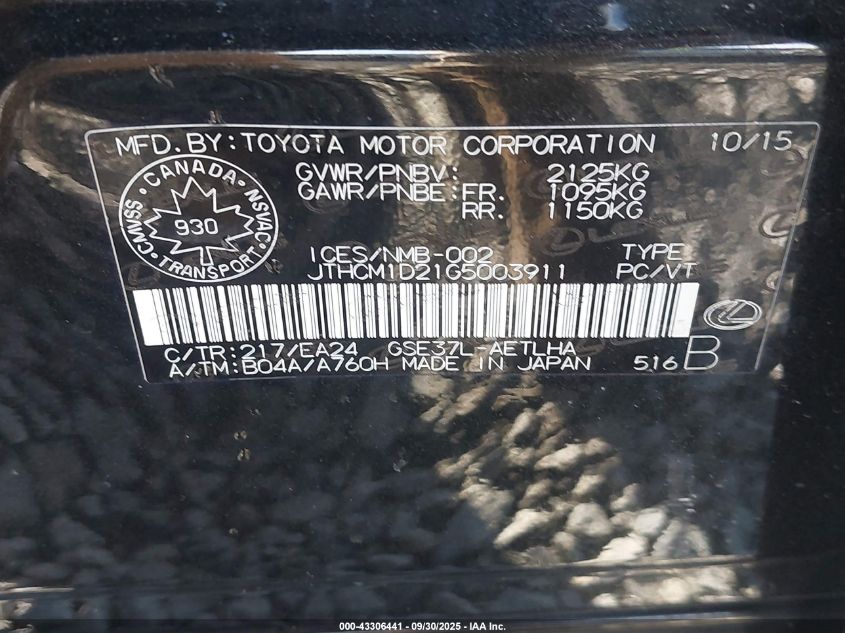 MFD. BY: TOYOTA MOTOR CORPORATION 10/15
GVWR/PNBV: 2125KG
GAWR/PNBE: FR. 1095KG
RR. 1150KG
CANADA
NSVAC
TRANSPORT
CMVSS
930
ICES/NMB-002 TYPE
JTHCM1D21G5003911 PC/VT
C/TR: 217/EA24 GSE37L-AETLHA
A/TM: B04A/A760H MADE IN JAPAN 516 B
000-43306441 - 09/30/2025 - IAA Inc.